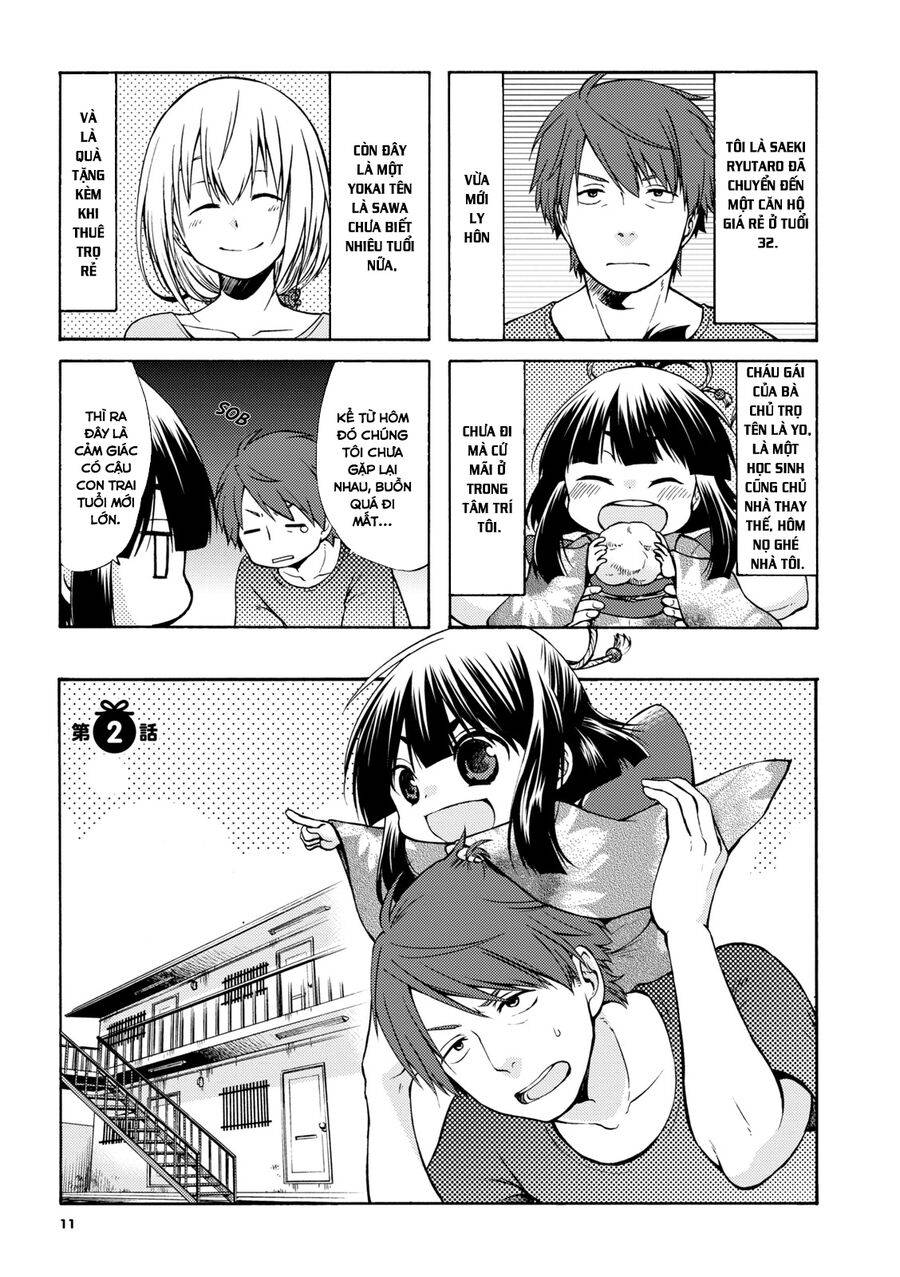 TÔI LÀ SAEKI
RYUTARO ĐÃ
CHUYỂN ĐẾN
MỘT CĂN HỘ
GIÁ RẺ Ở TUỔI
32.
VỪA
MỚI
LY
HÔN
CÒN ĐÂY
LÀ MỘT
YOKAI TÊN
LÀ SAWA
CHƯA BIẾT
NHIÊU TUỔI
NỮA.
VÀ
LÀ
QUÀ
TẶNG
KÈM
KHI
THUÊ
TRỌ
RẺ
CHÁU GÁI
CỦA BÀ
CHỦ TRỌ
TÊN LÀ YO,
LÀ MỘT
HỌC SINH
CŨNG CHỦ
NHÀ THAY
THẾ, HÔM
NỌ GHÉ
NHÀ TÔI.
CHƯA ĐI
MÀ CỨ
MÃI Ở
TRONG
TÂM TRÍ
TÔI.
KỂ TỪ HÔM
ĐÓ CHÚNG
TÔI CHƯA
GẶP LẠI
NHAU, BUỒN
QUÁ ĐI
MẤT...
SOB
THÌ RA
ĐÂY LÀ
CẢM GIÁC
CÓ CẬU
CON TRAI
TUỔI MỚI
LỚN.
第2話
11